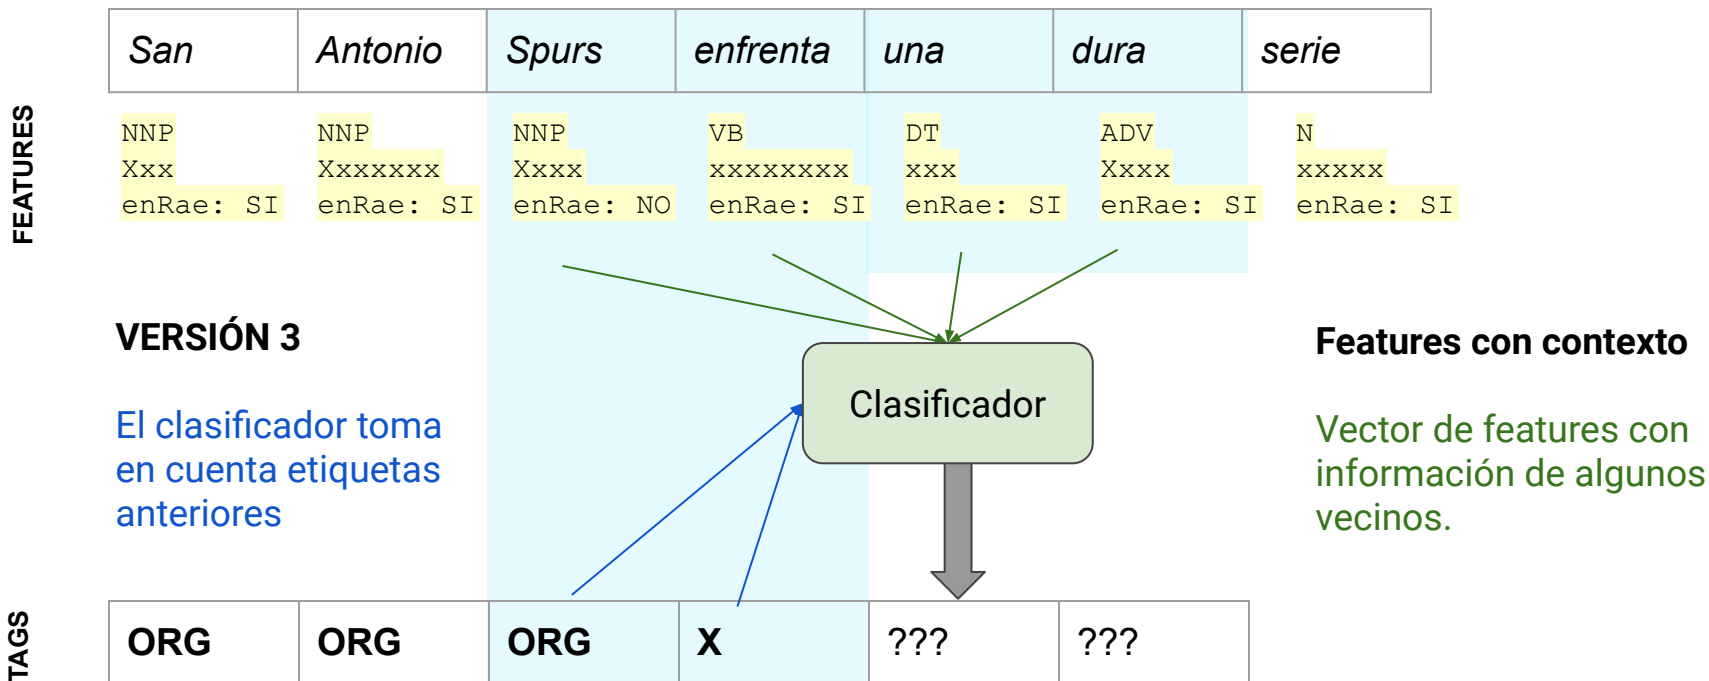 San Antonio Spurs enfrenta una dura serie
FEATURES
NNP NNP NNP VB DT ADV N
Xxx Xxxxxxx Xxxx xxxxxxxx xxx Xxxx xxxxx
enRae: SI enRae: SI enRae: NO enRae: SI enRae: SI enRae: SI enRae: SI
VERSIÓN 3
El clasificador toma
en cuenta etiquetas
anteriores
Clasificador
Features con contexto
Vector de features con
información de algunos
vecinos.
TAGS
ORG ORG ORG X ??? ???